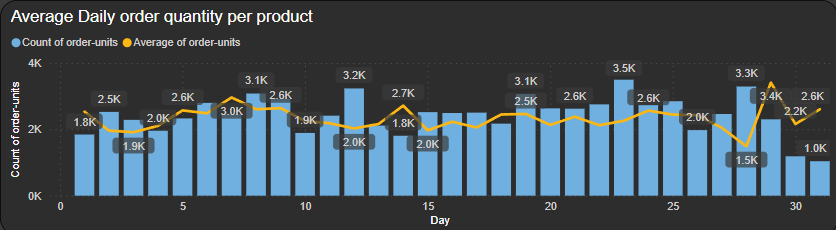 Average Daily order quantity per product
Count of order-units Average of order-units
Count of order-units
4K
2K
0K
1.8K
2.5K
1.9K
2.0K
2.6K
3.0K
3.1K
2.6K
1.9K
3.2K
2.0K
2.7K
1.8K
2.0K
3.1K
2.5K
2.6K
3.5K
2.6K
2.0K
3.3K
1.5K
3.4K
2.2K
2.6K
1.0K
0 5 10 15 20 25 30
Day